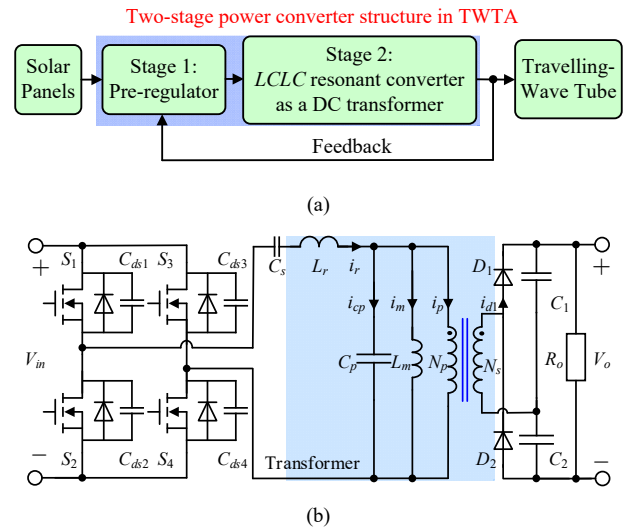 Two-stage power converter structure in TWTA
Solar Panels
Stage 1: Pre-regulator
Stage 2: LCLC resonant converter as a DC transformer
Travelling-Wave Tube
Feedback
(a)
S1 Cds1 S3 Cds3
+
Cs Lr ir
icp im ip
D1 id1 C1
+
Vin
Cp Lm Np Ns
Ro Vo
−
S2 Cds2 S4 Cds4
Transformer
D2 C2
−
(b)